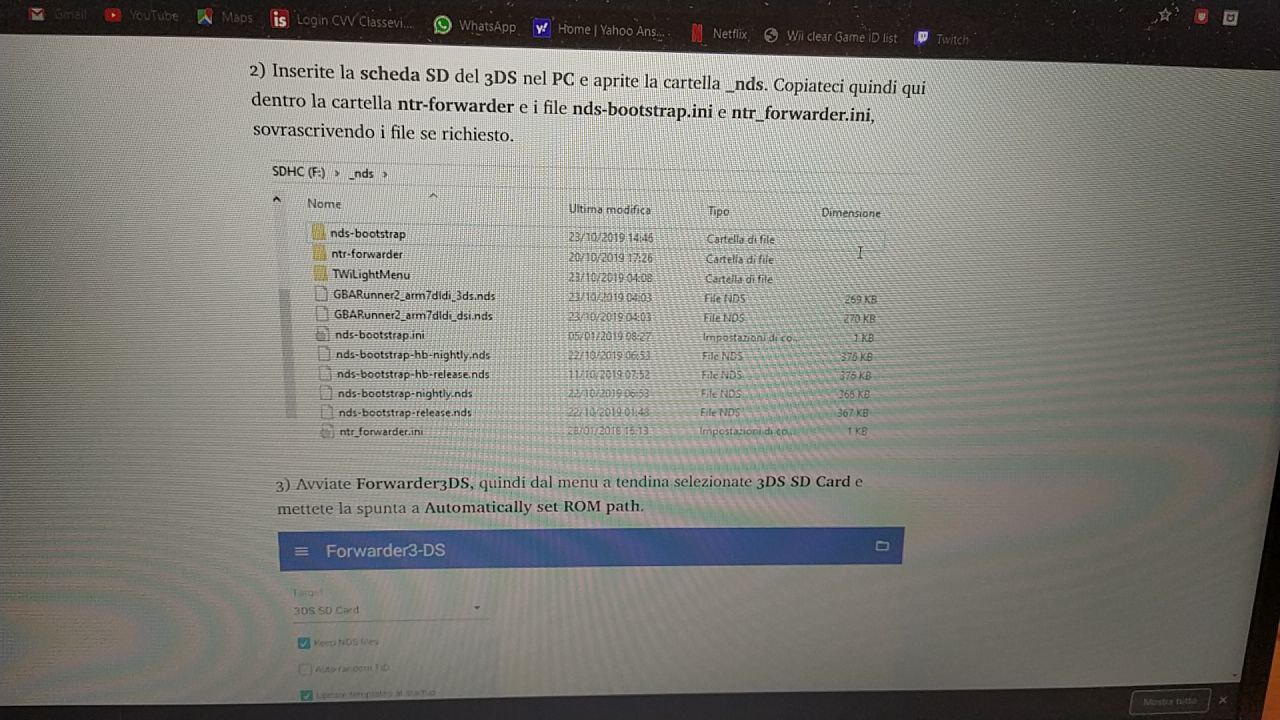 Gmail YouTube Maps Login CVV Classevi... WhatsApp Home | Yahoo Ans... Netflix Wii clear Game ID list Twitch
2) Inserite la scheda SD del 3DS nel PC e aprite la cartella _nds. Copiateci quindi qui
dentro la cartella ntr-forwarder e i file nds-bootstrap.ini e ntr_forwarder.ini,
sovrascrivendo i file se richiesto.
SDHC (F:) > _nds >
Nome Ultima modifica Tipo Dimensione
nds-bootstrap 23/10/2019 14:46 Cartella di file
ntr-forwarder 20/10/2019 17:26 Cartella di file
TWiLightMenu 23/10/2019 04:08 Cartella di file
GBARunner2_arm7dldi_3ds.nds 23/10/2019 04:03 File NDS 269 KB
GBARunner2_arm7dldi_dsi.nds 23/10/2019 04:03 File NDS 270 KB
nds-bootstrap.ini 05/01/2019 08:27 Impostazioni di co... 1 KB
nds-bootstrap-hb-nightly.nds 22/10/2019 06:53 File NDS 376 KB
nds-bootstrap-hb-release.nds 11/10/2019 07:52 File NDS 376 KB
nds-bootstrap-nightly.nds 22/10/2019 06:53 File NDS 366 KB
nds-bootstrap-release.nds 22/10/2019 01:48 File NDS 367 KB
ntr_forwarder.ini 28/01/2018 16:13 Impostazioni di co... 1 KB
3) Avviate Forwarder3DS, quindi dal menu a tendina selezionate 3DS SD Card e
mettete la spunta a Automatically set ROM path.
Forwarder3-DS
Target
3DS SD Card
Keep NDS files
Auto random TID
Update templates at startup
Mostra tutto